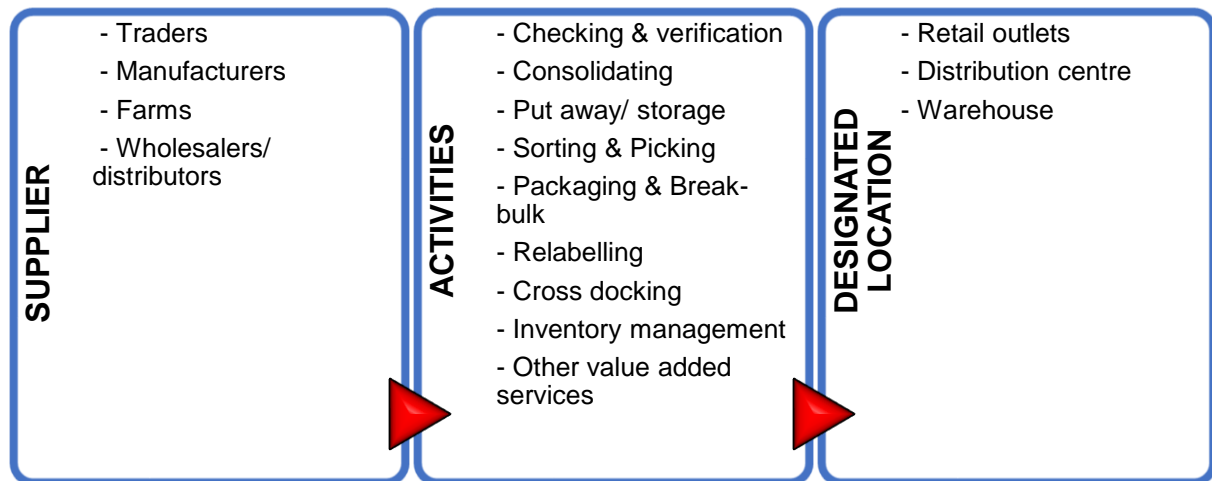 SUPPLIER
- Traders
- Manufacturers
- Farms
- Wholesalers/
distributors
ACTIVITIES
- Checking & verification
- Consolidating
- Put away/ storage
- Sorting & Picking
- Packaging & Break-
bulk
- Relabelling
- Cross docking
- Inventory management
- Other value added
services
DESIGNATED
LOCATION
- Retail outlets
- Distribution centre
- Warehouse